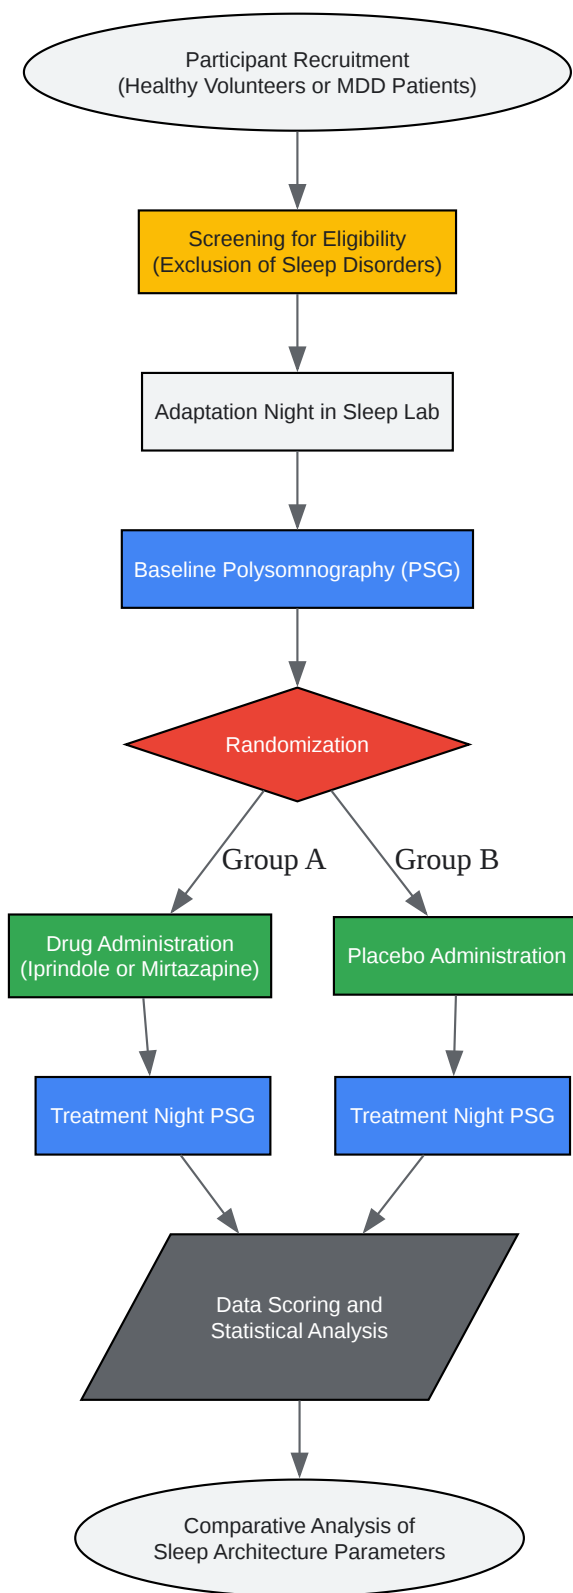 Participant Recruitment
(Healthy Volunteers or MDD Patients)
Screening for Eligibility
(Exclusion of Sleep Disorders)
Adaptation Night in Sleep Lab
Baseline Polysomnography (PSG)
Randomization
Group A
Group B
Drug Administration
(Iprindole or Mirtazapine)
Placebo Administration
Treatment Night PSG
Treatment Night PSG
Data Scoring and
Statistical Analysis
Comparative Analysis of
Sleep Architecture Parameters